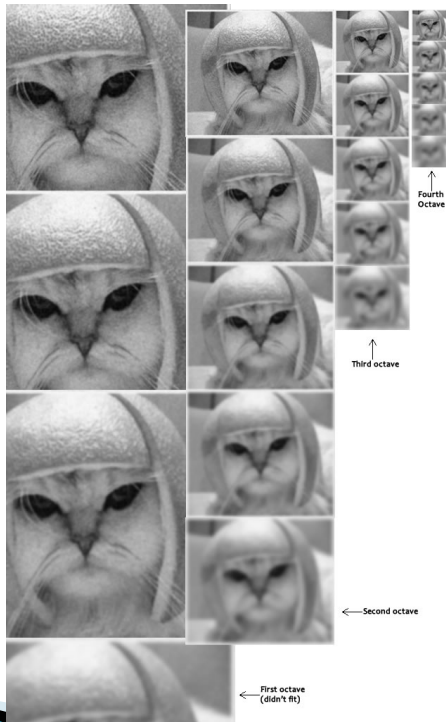 Fourth
Octave
Third octave
Second octave
First octave
(didn't fit)